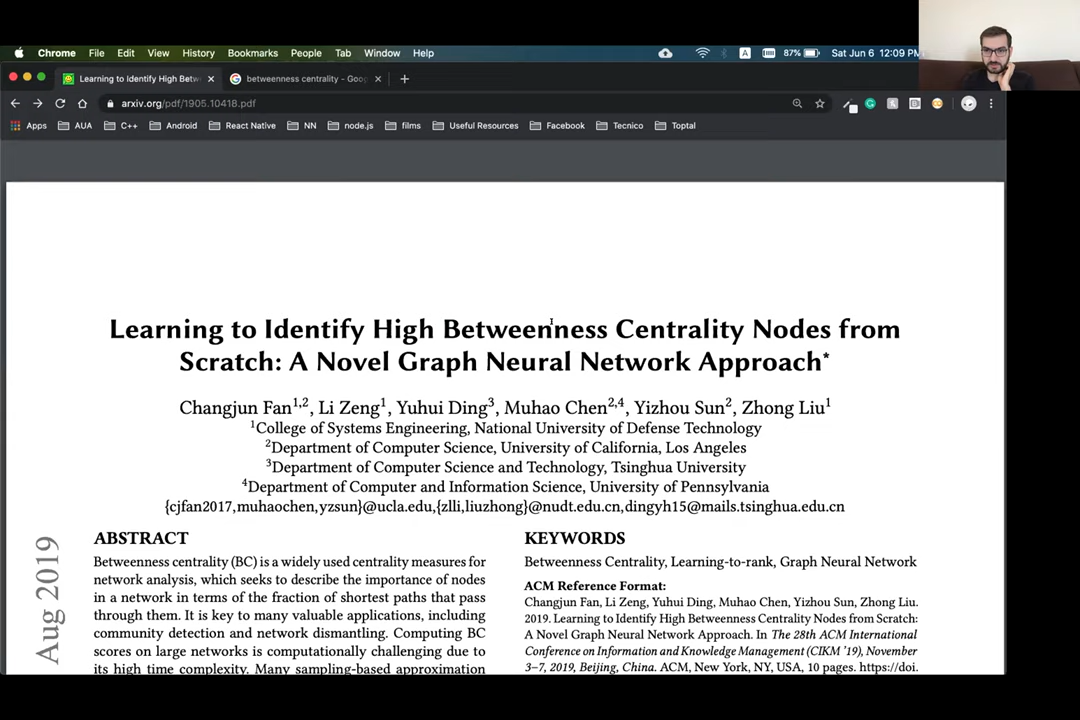 Chrome File Edit View History Bookmarks People Tab Window Help A 87% Sat Jun 6 12:09 PM
Learning to Identify High Betw × betweenness centrality - Goog × +
arxiv.org/pdf/1905.10418.pdf
Apps AUA C++ Android React Native NN node.js films Useful Resources Facebook Tecnico Toptal
Learning to Identify High Betweenness Centrality Nodes from
Scratch: A Novel Graph Neural Network Approach*
Changjun Fan1,2, Li Zeng1, Yuhui Ding3, Muhao Chen2,4, Yizhou Sun2, Zhong Liu1
1College of Systems Engineering, National University of Defense Technology
2Department of Computer Science, University of California, Los Angeles
3Department of Computer Science and Technology, Tsinghua University
4Department of Computer and Information Science, University of Pennsylvania
{cjfan2017,muhaochen,yzsun}@ucla.edu,{zlli,liuzhong}@nudt.edu.cn,dingyh15@mails.tsinghua.edu.cn
Aug 2019
ABSTRACT
Betweenness centrality (BC) is a widely used centrality measures for
network analysis, which seeks to describe the importance of nodes
in a network in terms of the fraction of shortest paths that pass
through them. It is key to many valuable applications, including
community detection and network dismantling. Computing BC
scores on large networks is computationally challenging due to
its high time complexity. Many sampling-based approximation
KEYWORDS
Betweenness Centrality, Learning-to-rank, Graph Neural Network
ACM Reference Format:
Changjun Fan, Li Zeng, Yuhui Ding, Muhao Chen, Yizhou Sun, Zhong Liu.
2019. Learning to Identify High Betweenness Centrality Nodes from Scratch:
A Novel Graph Neural Network Approach. In The 28th ACM International
Conference on Information and Knowledge Management (CIKM '19), November
3–7, 2019, Beijing, China. ACM, New York, NY, USA, 10 pages. https://doi.